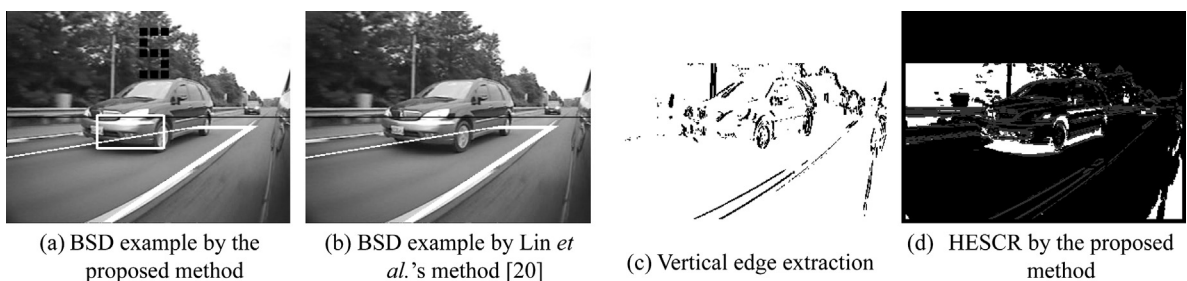 5
(a) BSD example by the
proposed method
(b) BSD example by Lin et
al.'s method [20]
(c) Vertical edge extraction
(d) HESCR by the proposed
method